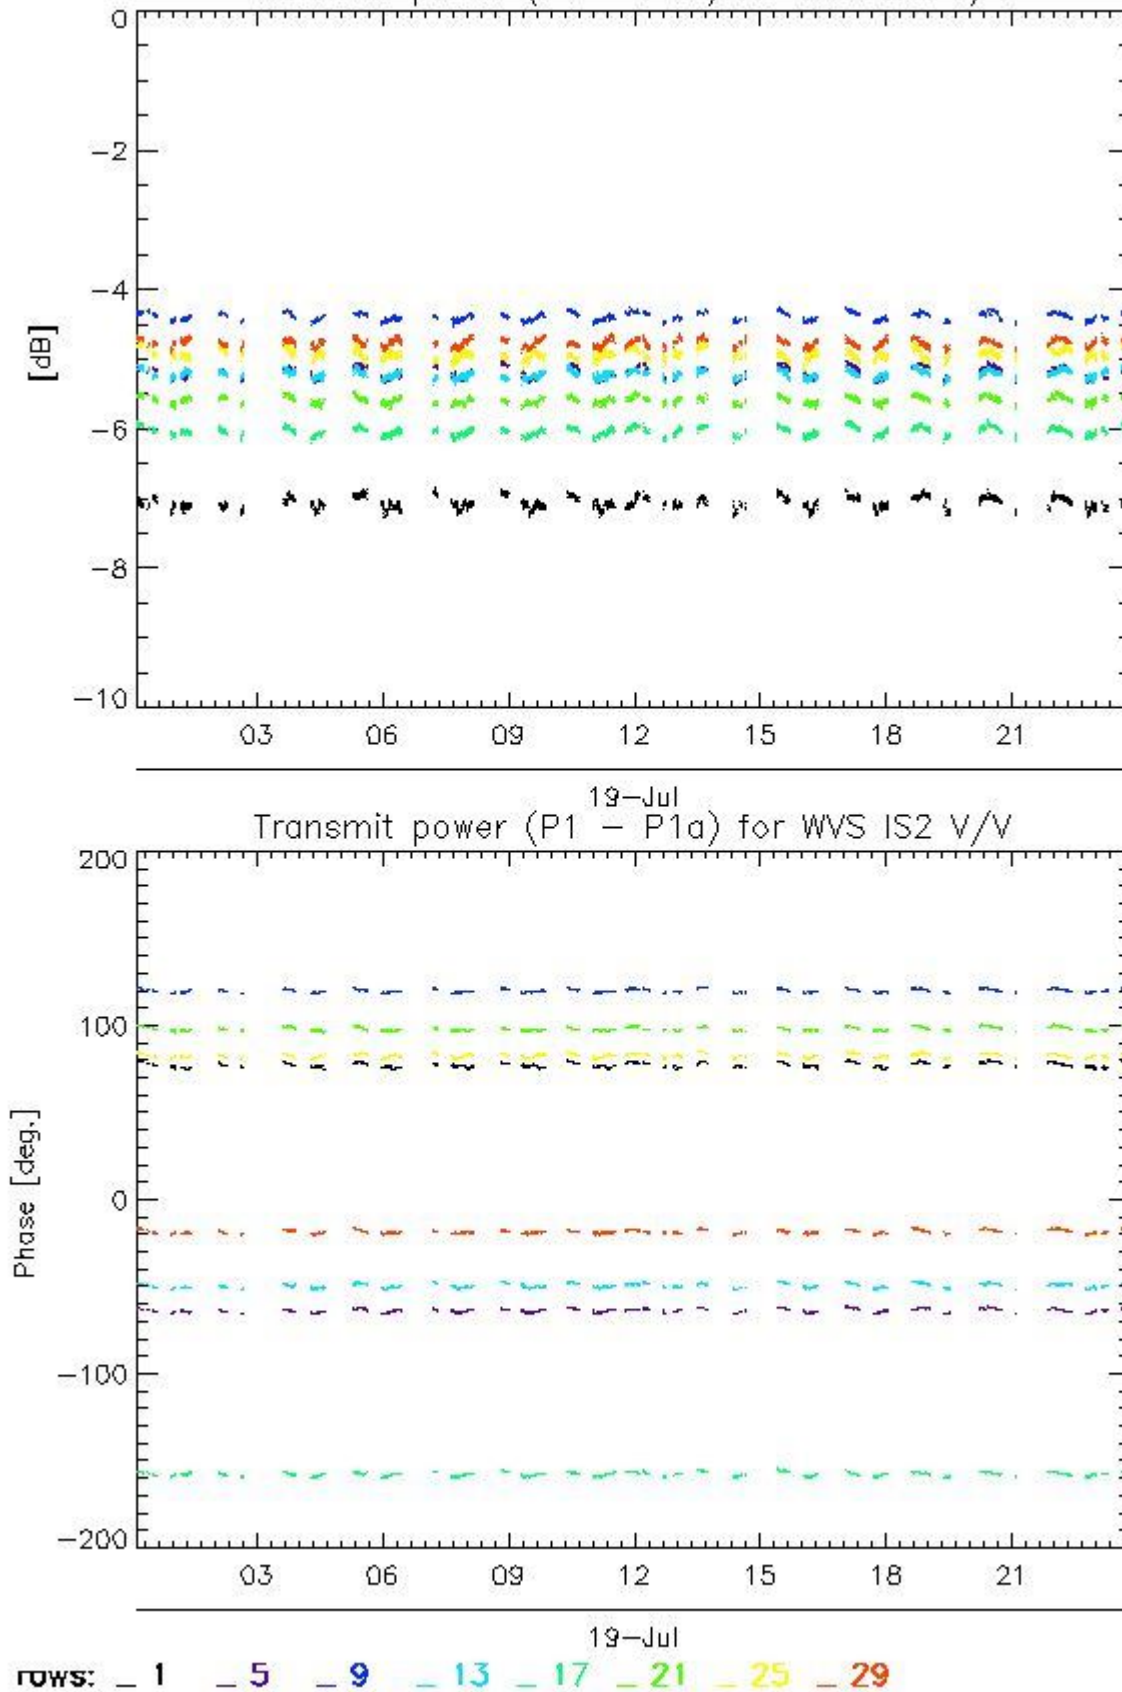 0
-2
-4
[dB]
-6
-8
-10
03 06 09 12 15 18 21
19-Jul
Transmit power (P1 - P1a) for WVS IS2 V/V
200
100
0
Phase [deg.]
-100
-200
03 06 09 12 15 18 21
19-Jul
rows: _ 1 _ 5 _ 9 _ 13 _ 17 _ 21 _ 25 _ 29